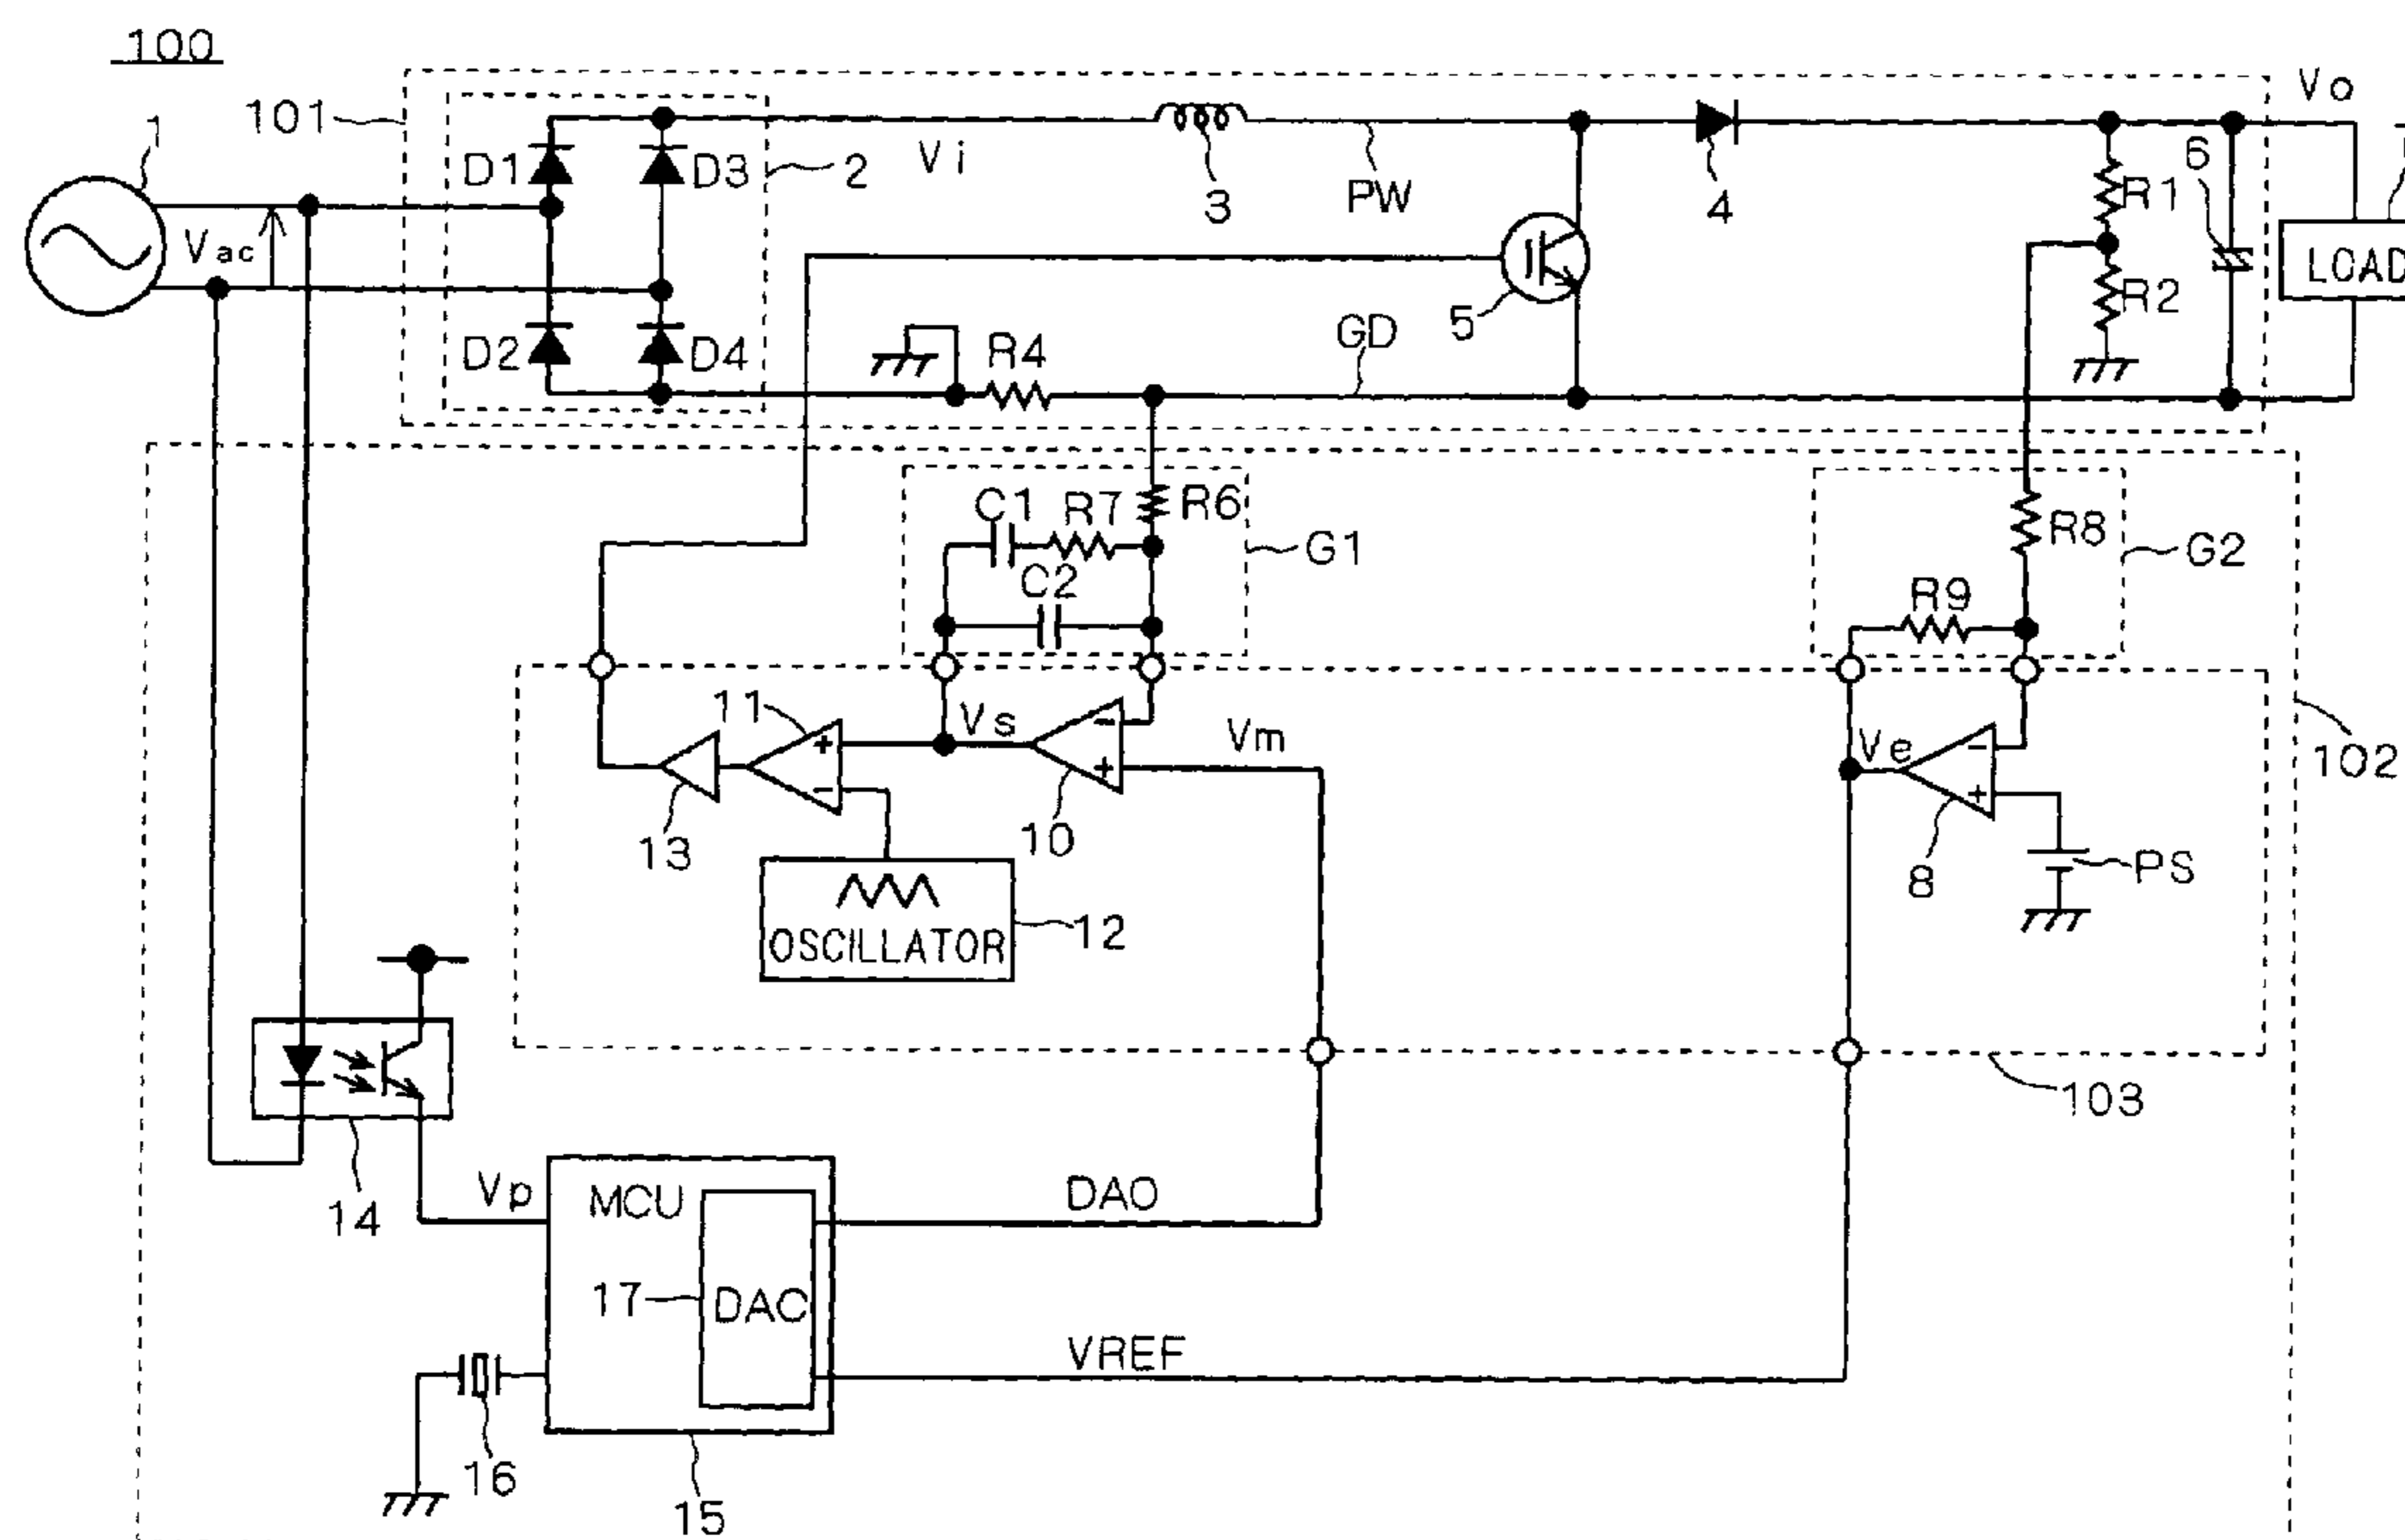 100
101
1
Vac
D1
D3
D2
D4
2
Vi
3
PW
4
5
GD
R4
R1
R2
6
Vo
LOAD
C1
R7
R6
C2
G1
R8
R9
G2
11
Vs
Vm
13
10
12
OSCILLATOR
Ve
8
PS
102
103
14
Vp
MCU
17
DAC
DAO
VREF
16
15